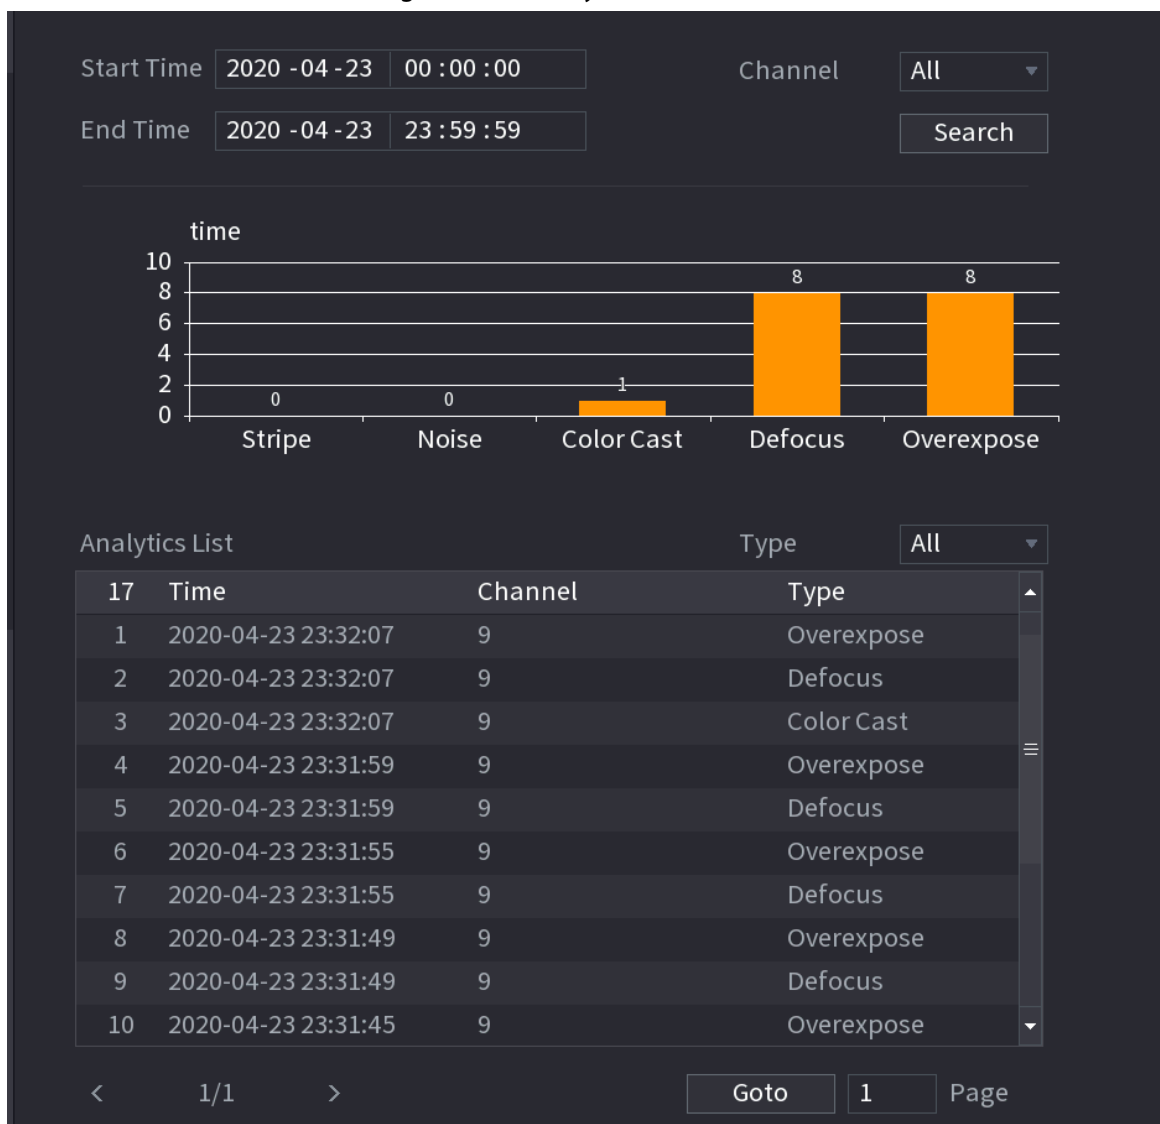 Start Time 2020 -04 -23 00 : 00 : 00 Channel All
End Time 2020 -04 -23 23 : 59 : 59 Search
time
10
8 8 8
6
4
2 1
0 0 0
Stripe Noise Color Cast Defocus Overexpose
Analytics List Type All
17 Time Channel Type
1 2020-04-23 23:32:07 9 Overexpose
2 2020-04-23 23:32:07 9 Defocus
3 2020-04-23 23:32:07 9 Color Cast
4 2020-04-23 23:31:59 9 Overexpose
5 2020-04-23 23:31:59 9 Defocus
6 2020-04-23 23:31:55 9 Overexpose
7 2020-04-23 23:31:55 9 Defocus
8 2020-04-23 23:31:49 9 Overexpose
9 2020-04-23 23:31:49 9 Defocus
10 2020-04-23 23:31:45 9 Overexpose
< 1/1 > Goto 1 Page